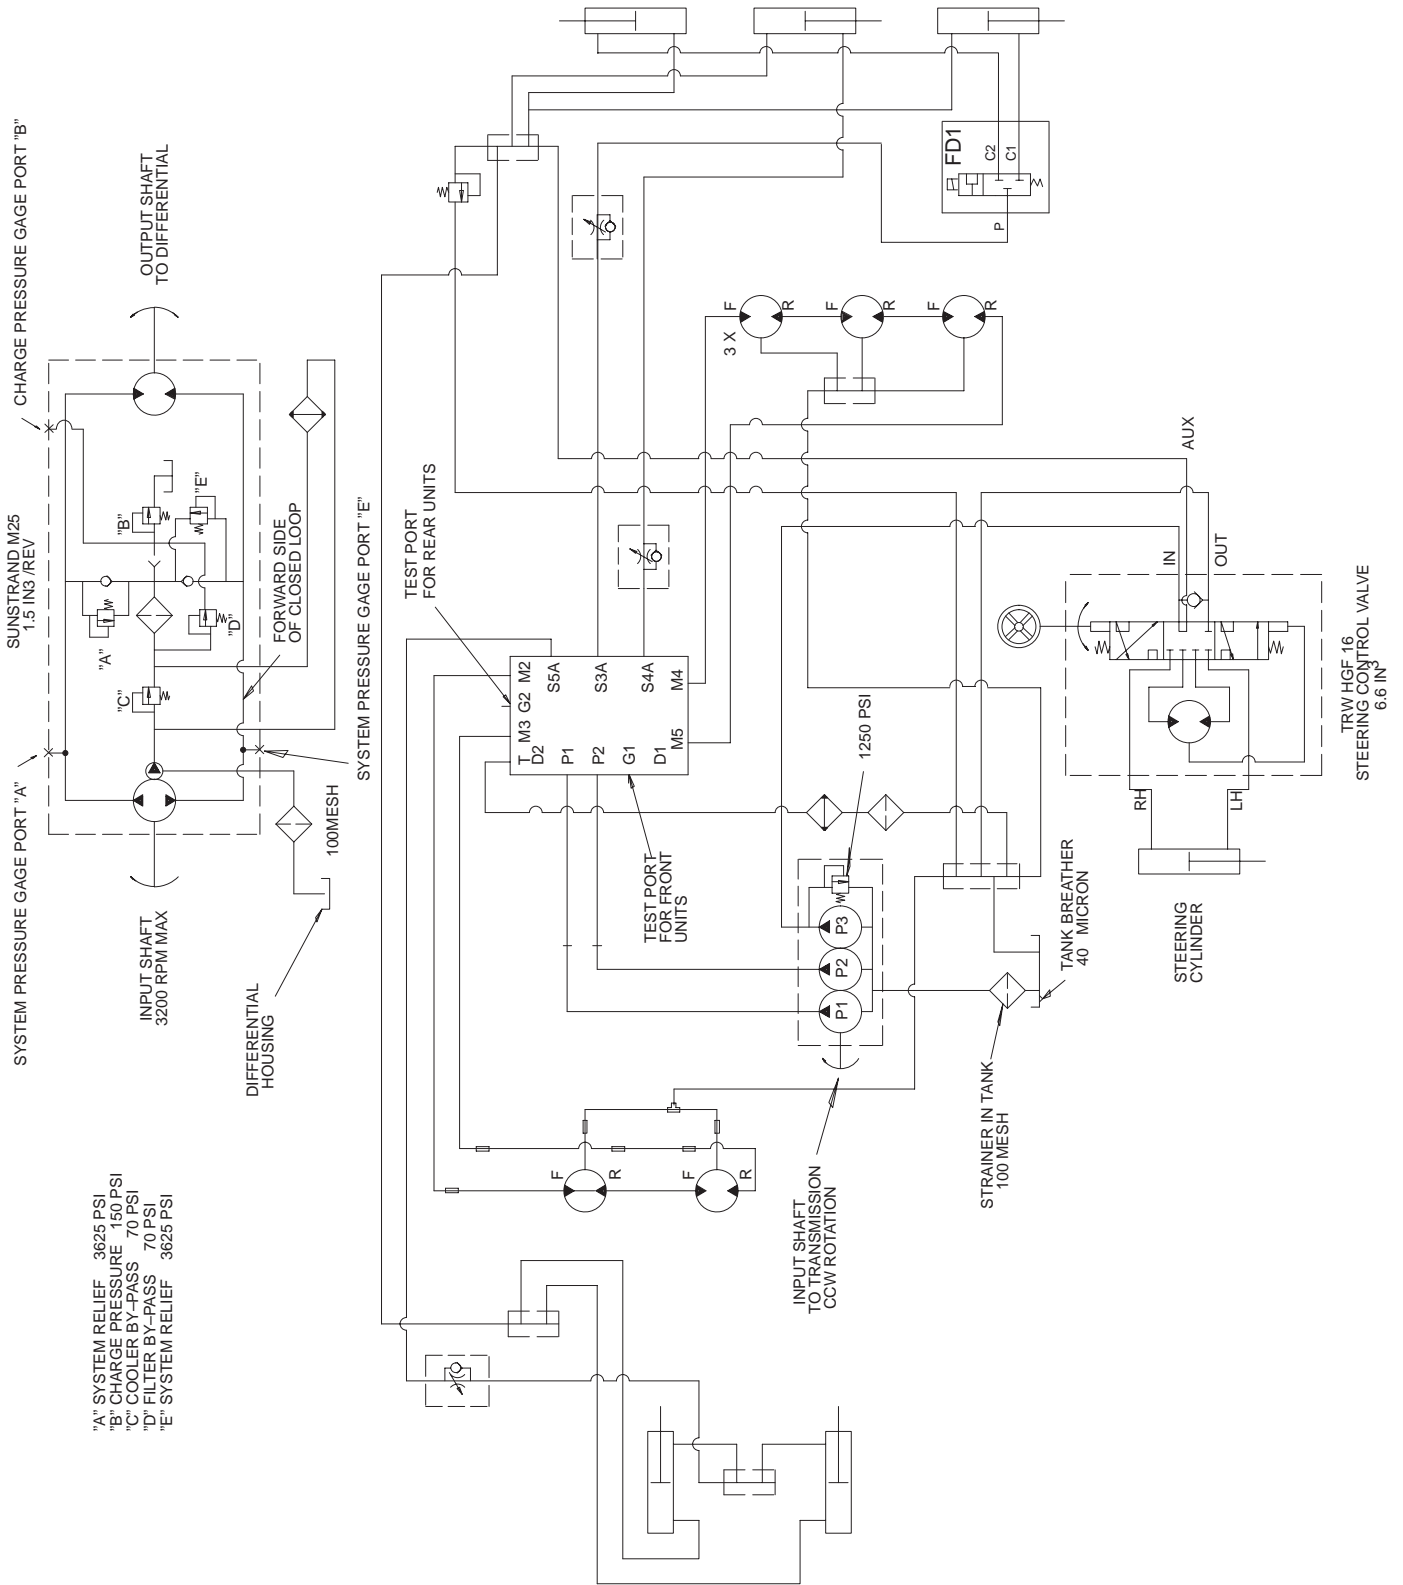 SYSTEM PRESSURE GAGE PORT "A"
SUNSTRAND M25
1.5 IN3 /REV
CHARGE PRESSURE GAGE PORT "B"
INPUT SHAFT
3200 RPM MAX
OUTPUT SHAFT
TO DIFFERENTIAL
"C"
"A"
"B"
"D"
"E"
FORWARD SIDE
OF CLOSED LOOP
SYSTEM PRESSURE GAGE PORT "E"
100MESH
DIFFERENTIAL
HOUSING
"A" SYSTEM RELIEF 3625 PSI
"B" CHARGE PRESSURE 150 PSI
"C" COOLER BY–PASS 70 PSI
"D" FILTER BY–PASS 70 PSI
"E" SYSTEM RELIEF 3625 PSI
TEST PORT
FOR REAR UNITS
M3 G2 M2
T
D2
P1
P2
G1
D1
M5
S5A
S3A
S4A
M4
TEST PORT
FOR FRONT
UNITS
1250 PSI
F
R
F
R
3 X
F
R
F
R
F
R
FD1
C2
C1
P
P1
P2
P3
INPUT SHAFT
TO TRANSMISSION
CCW ROTATION
STRAINER IN TANK
100 MESH
TANK BREATHER
40 MICRON
AUX
IN
OUT
RH
LH
STEERING
CYLINDER
TRW HGF 16
STEERING CONTROL VALVE
6.6 IN3